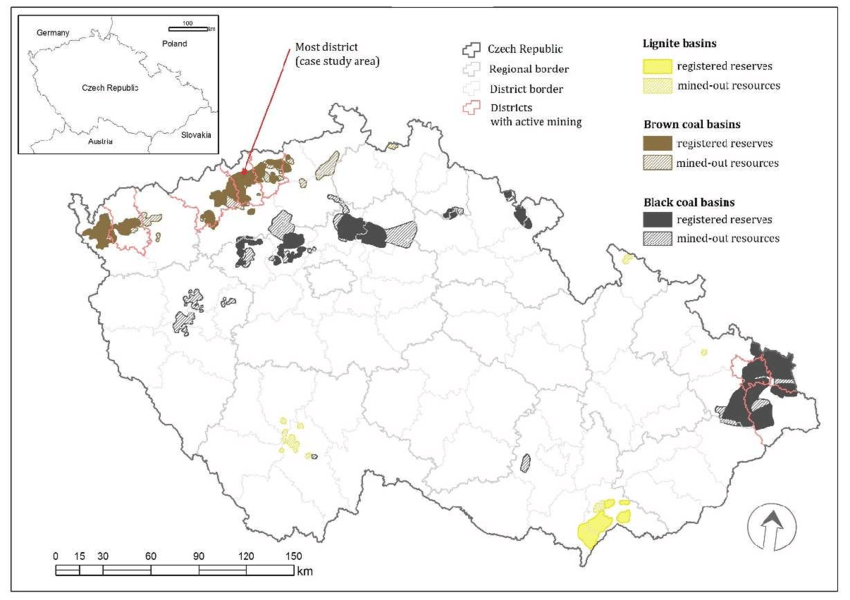 Germany
Poland
Czech Republic
Slovakia
Austria
100
km
Most district
(case study area)
Czech Republic
Regional border
District border
Districts
with active mining
Lignite basins
registered reserves
mined-out resources
Brown coal basins
registered reserves
mined-out resources
Black coal basins
registered reserves
mined-out resources
0 15 30 60 90 120 150
km